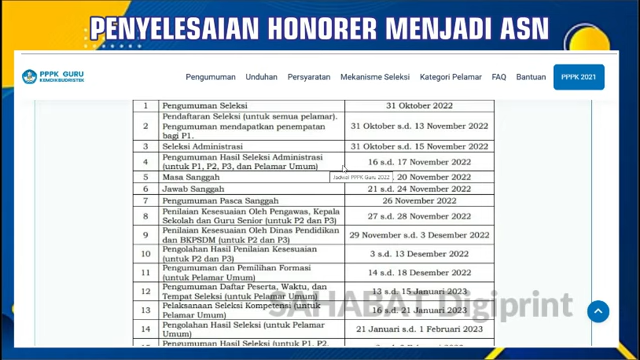 PENYELESAIAN HONORER MENJADI ASN
PPPK GURU
KEMDIKBUDRISTEK
Pengumuman Unduhan Persyaratan Mekanisme Seleksi Kategori Pelamar FAQ Bantuan PPPK 2021
1 Pengumuman Seleksi 31 Oktober 2022
2 Pendaftaran Seleksi (untuk semua pelamar).
Pengumuman mendapatkan penempatan
bagi P1. 31 Oktober s.d. 13 November 2022
3 Seleksi Administrasi 31 Oktober s.d. 15 November 2022
4 Pengumuman Hasil Seleksi Administrasi
(untuk P1, P2, P3, dan Pelamar Umum) 16 s.d. 17 November 2022
5 Masa Sanggah 20 November 2022
Jadwal PPPK Guru 2022
6 Jawab Sanggah 21 s.d. 24 November 2022
7 Pengumuman Pasca Sanggah 26 November 2022
8 Penilaian Kesesuaian Oleh Pengawas, Kepala
Sekolah dan Guru Senior (untuk P2 dan P3) 27 s.d. 28 November 2022
9 Penilaian Kesesuaian Oleh Dinas Pendidikan
dan BKPSDM (untuk P2 dan P3) 29 November s.d. 3 Desember 2022
10 Pengolahan Hasil Penilaian Kesesuaian
(untuk P2 dan P3) 3 s.d. 13 Desember 2022
11 Pengumuman dan Pemilihan Formasi
(untuk Pelamar Umum) 14 s.d. 18 Desember 2022
12 Pengumuman Daftar Peserta, Waktu, dan
Tempat Seleksi (untuk Pelamar Umum) 13 s.d. 15 Januari 2023
SAHABAT Digiprint
13 Pelaksanaan Seleksi Kompetensi (untuk
Pelamar Umum) 16 s.d. 21 Januari 2023
14 Pengolahan Hasil Seleksi (untuk Pelamar
Umum) 21 Januari s.d. 1 Februari 2023
Pengumuman Hasil Seleksi (untuk P1, P2,